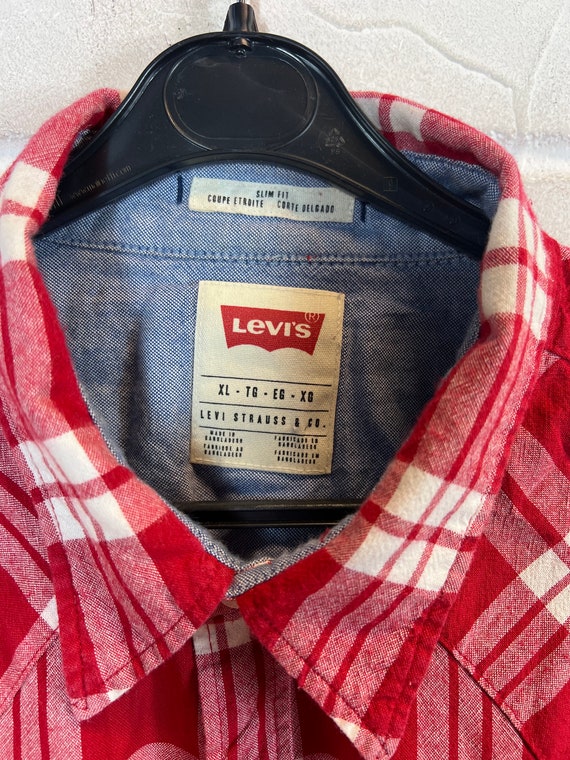 SLIM FIT
COUPE ETROITE CORTE DELGADO
LEVI'S ®
XL - TG - EG - XG
LEVI STRAUSS & CO.
MADE IN BANGLADESH
FABRIQUE AU BANGLADESH
FABRICADO EN BANGLADESH
FABRICADO EM BANGLADESH